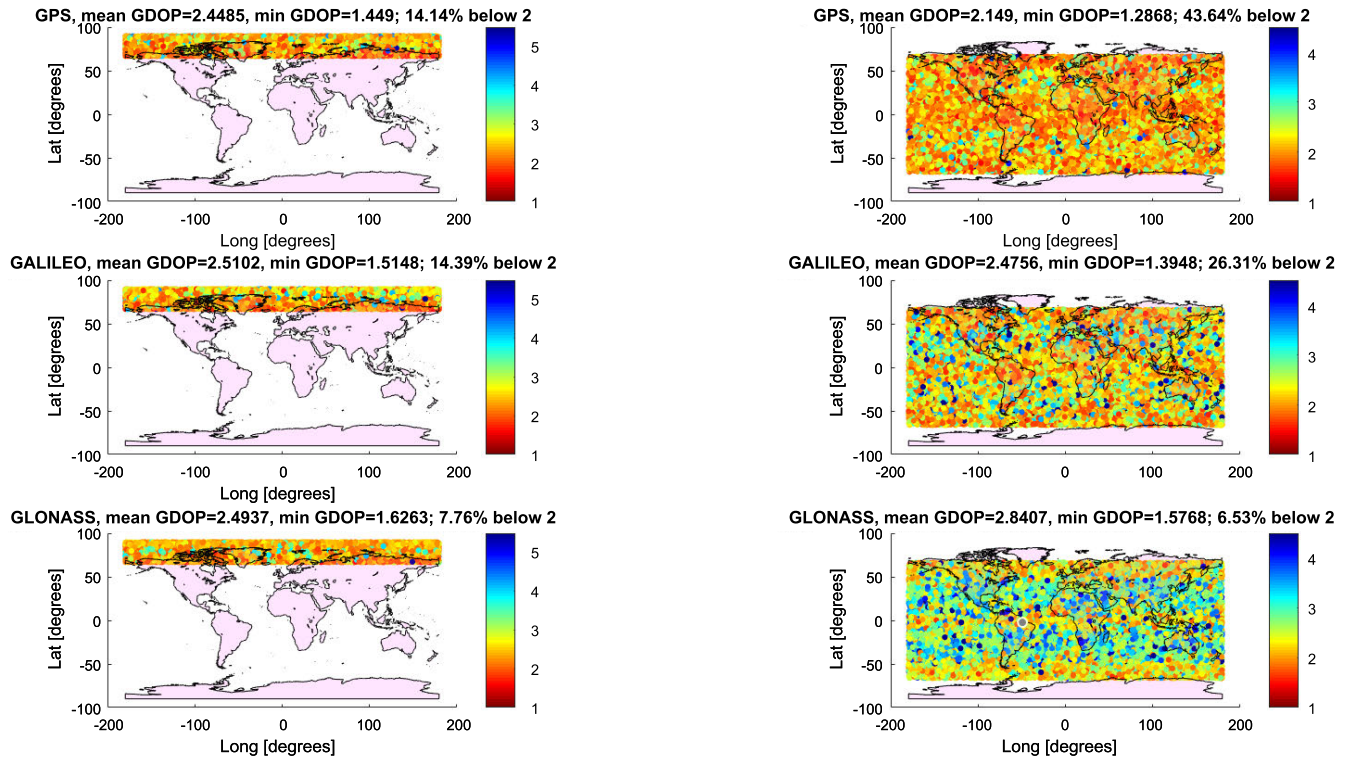 GPS, mean GDOP=2.4485, min GDOP=1.449; 14.14% below 2
100
50
0
-50
-100
Lat [degrees]
-200 -100 0 100 200
Long [degrees]
5
4
3
2
1
GPS, mean GDOP=2.149, min GDOP=1.2868; 43.64% below 2
100
50
0
-50
-100
Lat [degrees]
-200 -100 0 100 200
Long [degrees]
4
3
2
1
GALILEO, mean GDOP=2.5102, min GDOP=1.5148; 14.39% below 2
100
50
0
-50
-100
Lat [degrees]
-200 -100 0 100 200
Long [degrees]
5
4
3
2
1
GALILEO, mean GDOP=2.4756, min GDOP=1.3948; 26.31% below 2
100
50
0
-50
-100
Lat [degrees]
-200 -100 0 100 200
Long [degrees]
4
3
2
1
GLONASS, mean GDOP=2.4937, min GDOP=1.6263; 7.76% below 2
100
50
0
-50
-100
Lat [degrees]
-200 -100 0 100 200
Long [degrees]
5
4
3
2
1
GLONASS, mean GDOP=2.8407, min GDOP=1.5768; 6.53% below 2
100
50
0
-50
-100
Lat [degrees]
-200 -100 0 100 200
Long [degrees]
4
3
2
1